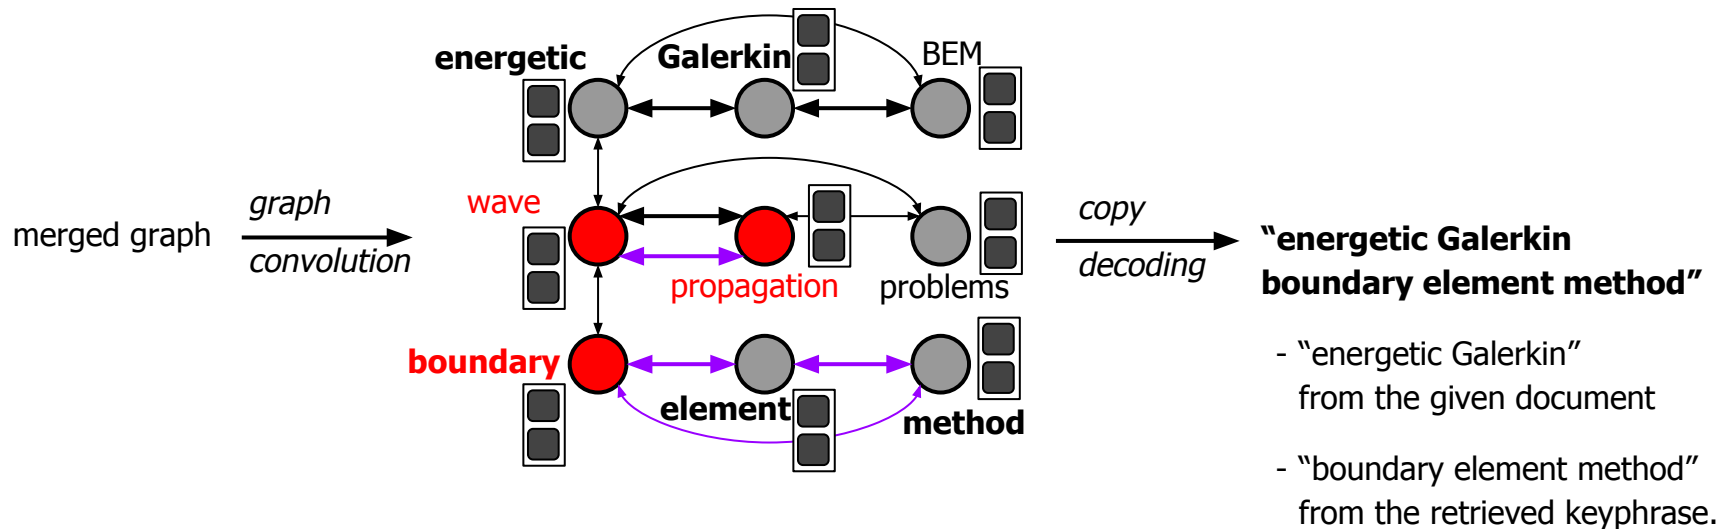 merged graph
graph
convolution
energetic
Galerkin
BEM
wave
propagation
problems
boundary
element
method
copy
decoding
“energetic Galerkin
boundary element method”
- “energetic Galerkin”
from the given document
- “boundary element method”
from the retrieved keyphrase.